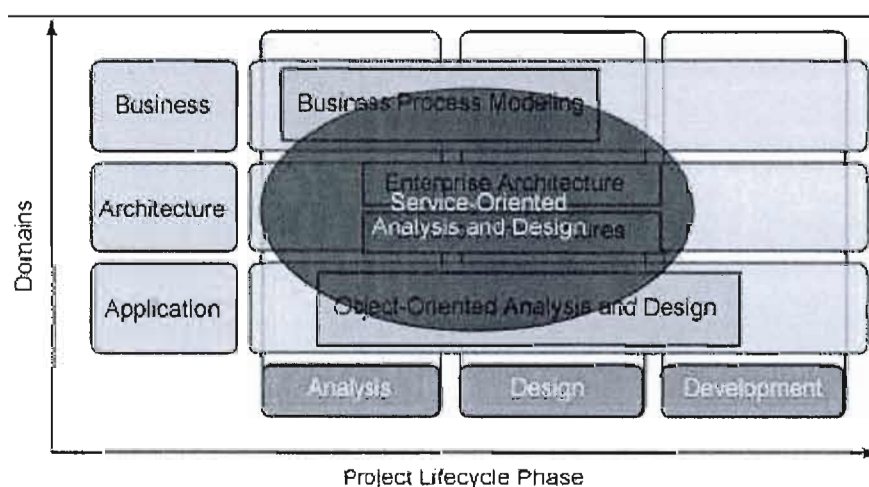 Business
Business Process Modeling
Enterprise Architecture
Architecture
Service-Oriented
Analysis and Design
Domains
Application
Object-Oriented Analysis and Design
Analysis
Design
Development
Project Lifecycle Phase